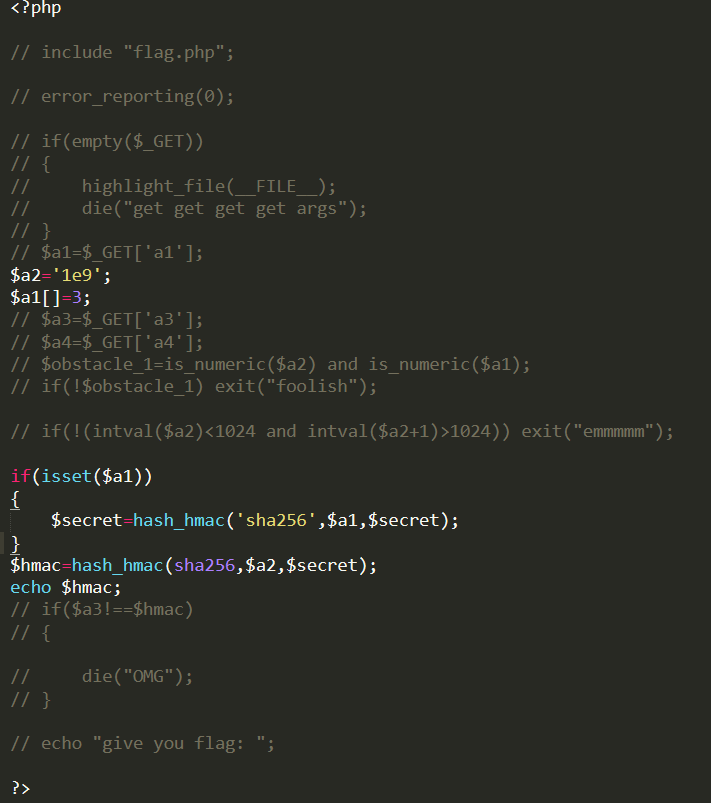 <?php
// include "flag.php";
// error_reporting(0);
// if(empty($_GET))
// {
//     highlight_file(__FILE__);
//     die("get get get get args");
// }
// $a1=$_GET['a1'];
$a2='1e9';
$a1[]=3;
// $a3=$_GET['a3'];
// $a4=$_GET['a4'];
// $obstacle_1=is_numeric($a2) and is_numeric($a1);
// if(!$obstacle_1) exit("foolish");
// if(!(intval($a2)<1024 and intval($a2+1)>1024)) exit("emmmmm");
if(isset($a1))
{
    $secret=hash_hmac('sha256',$a1,$secret);
}
$hmac=hash_hmac(sha256,$a2,$secret);
echo $hmac;
// if($a3!==$hmac)
// {
//     die("OMG");
// }
// echo "give you flag: ";
?>